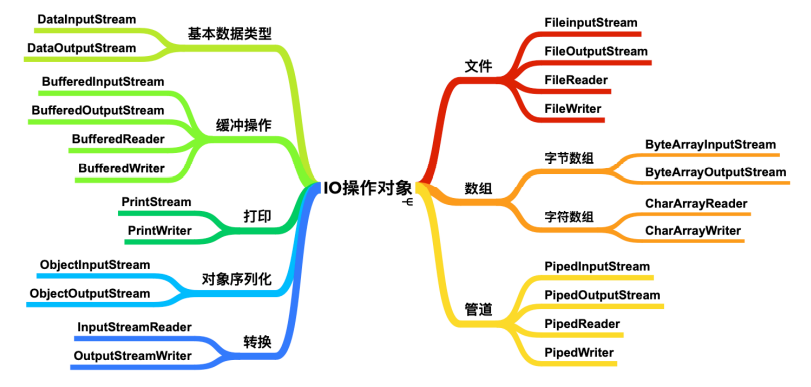 IO操作对象
基本数据类型
DataInputStream
DataOutputStream
缓冲操作
BufferedInputStream
BufferedOutputStream
BufferedReader
BufferedWriter
打印
PrintStream
PrintWriter
对象序列化
ObjectInputStream
ObjectOutputStream
转换
InputStreamReader
OutputStreamWriter
文件
FileinputStream
FileOutputStream
FileReader
FileWriter
数组
字节数组
ByteArrayInputStream
ByteArrayOutputStream
字符数组
CharArrayReader
CharArrayWriter
管道
PipedInputStream
PipedOutputStream
PipedReader
PipedWriter